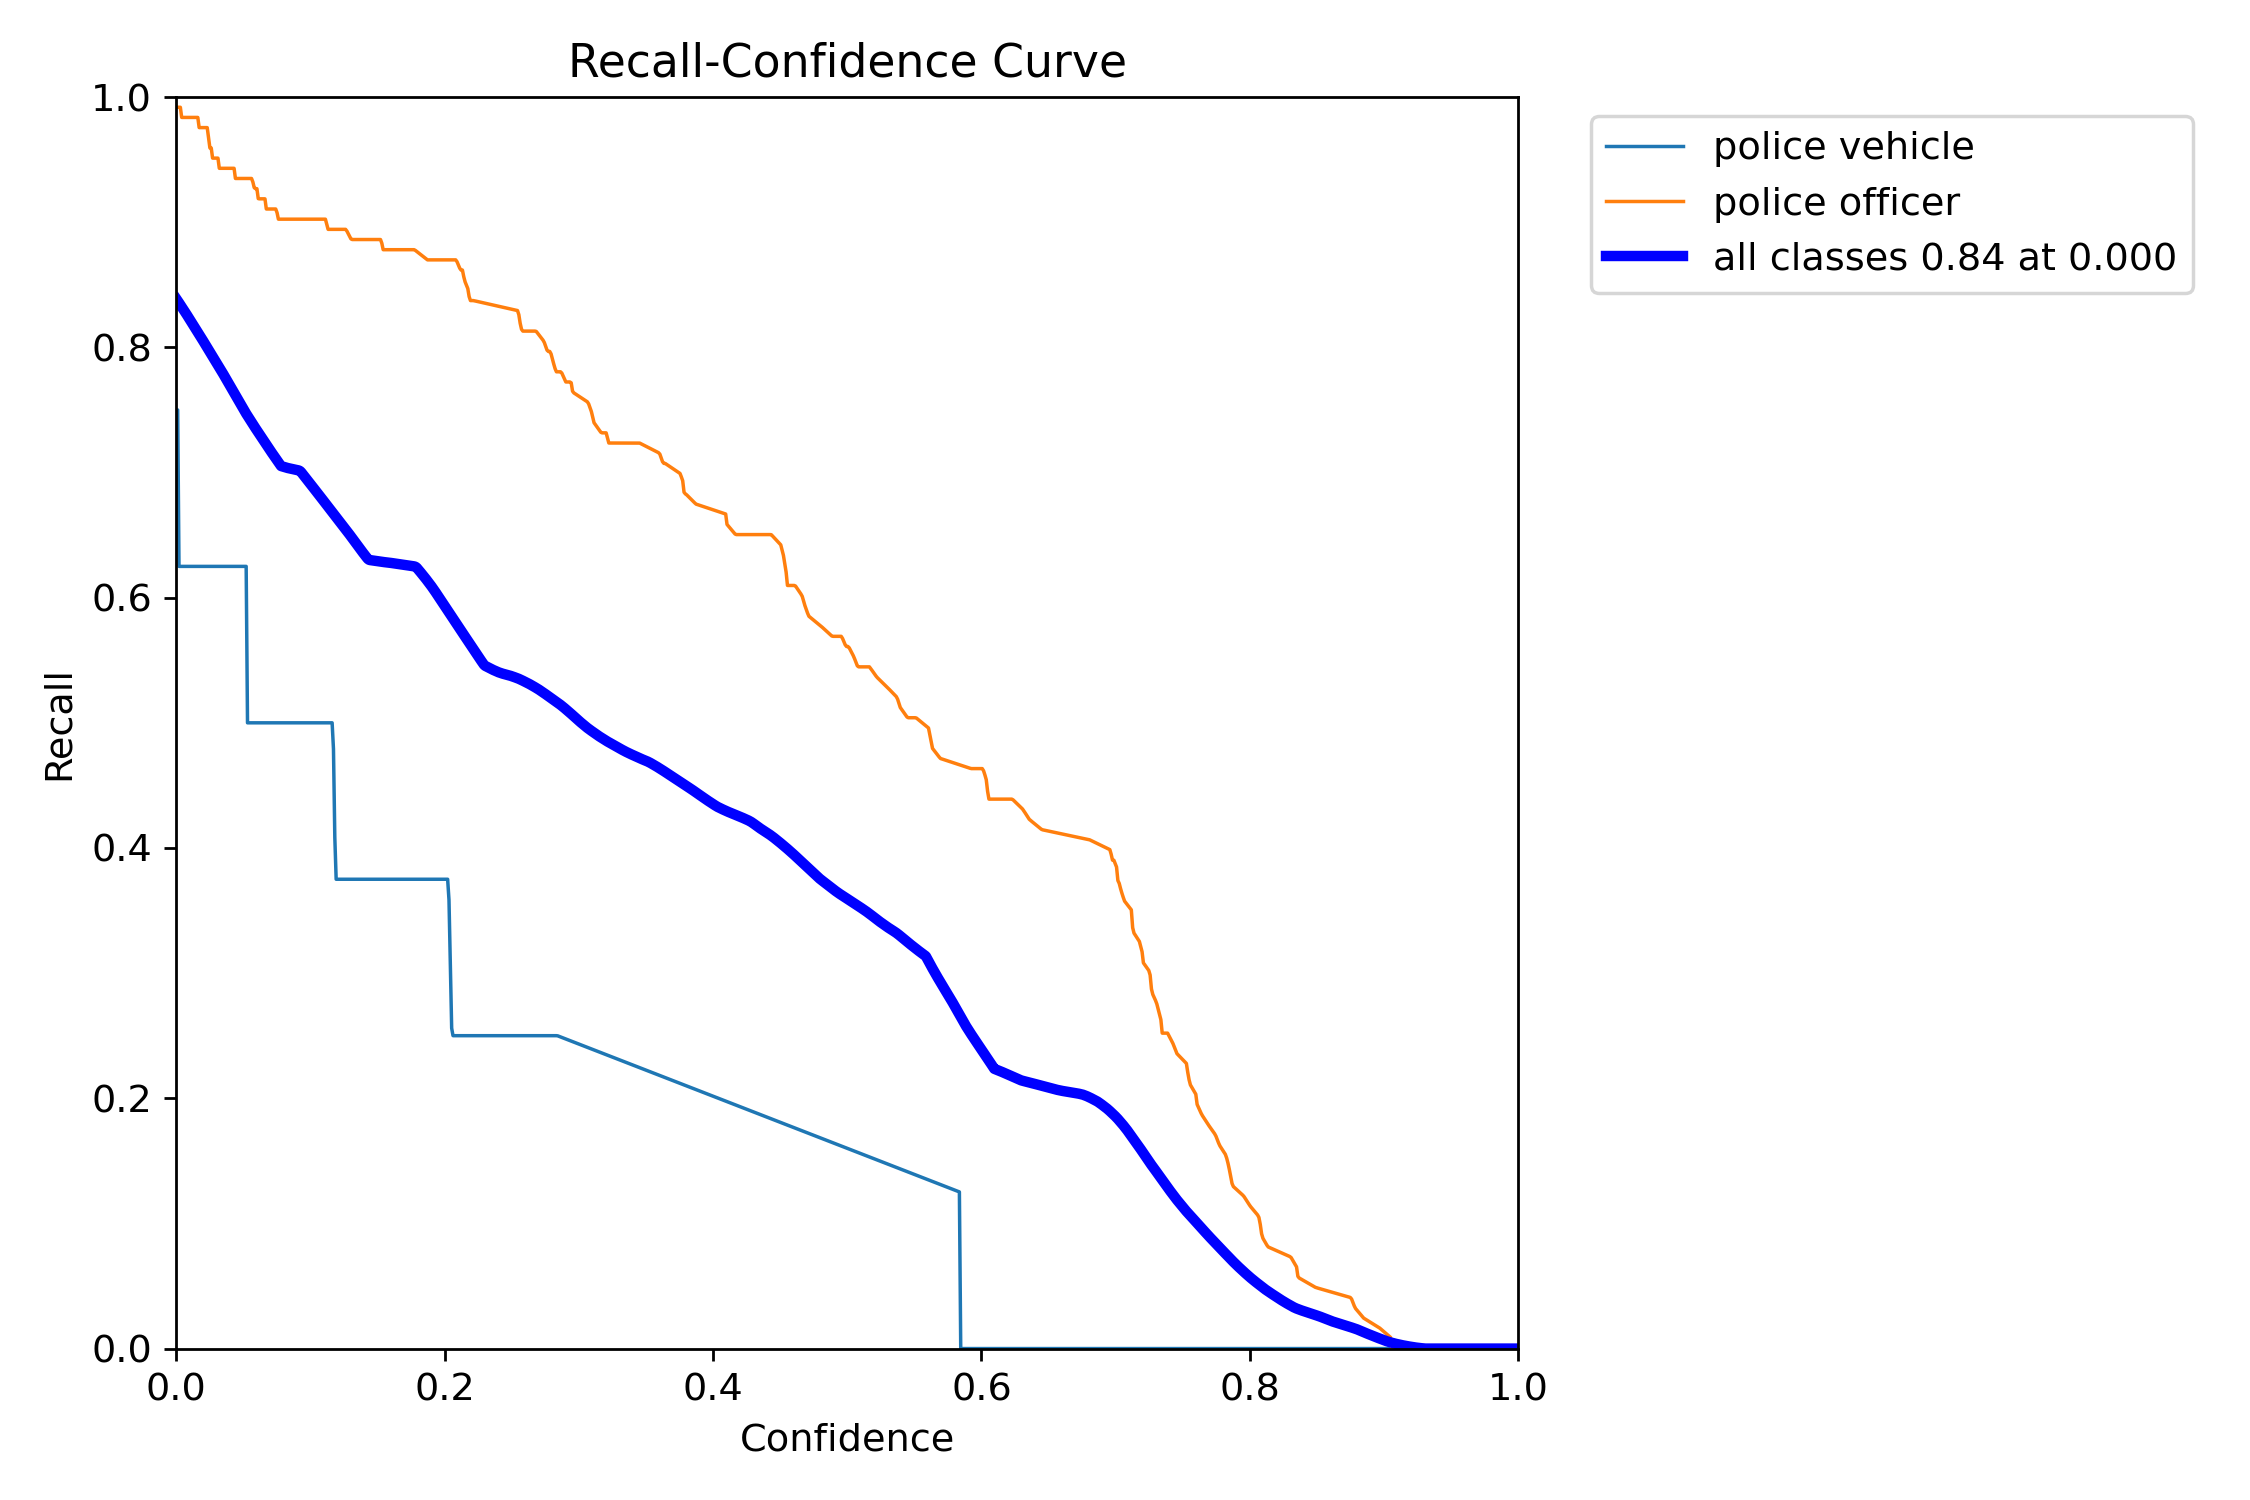 Recall-Confidence Curve
1.0
0.8
0.6
0.4
0.2
0.0
Recall
0.0 0.2 0.4 0.6 0.8 1.0
Confidence
police vehicle
police officer
all classes 0.84 at 0.000